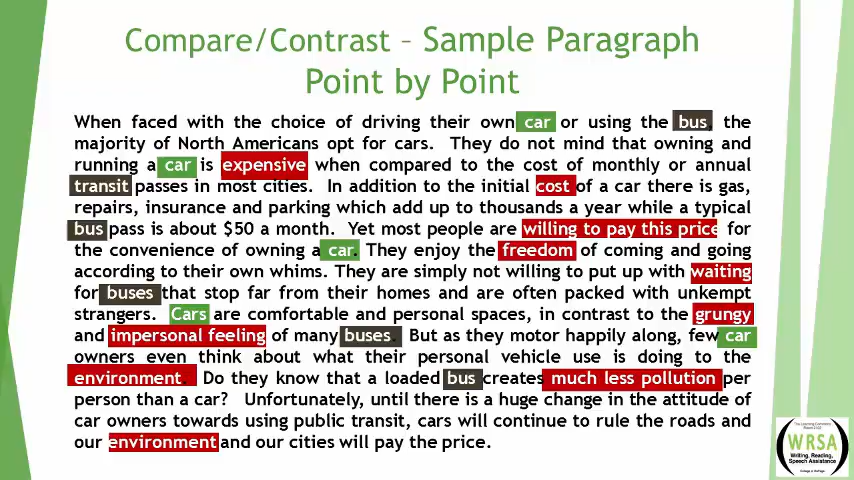 Compare/Contrast – Sample Paragraph
Point by Point
When faced with the choice of driving their own car or using the bus, the
majority of North Americans opt for cars. They do not mind that owning and
running a car is expensive when compared to the cost of monthly or annual
transit passes in most cities. In addition to the initial cost of a car there is gas,
repairs, insurance and parking which add up to thousands a year while a typical
bus pass is about $50 a month. Yet most people are willing to pay this price for
the convenience of owning a car. They enjoy the freedom of coming and going
according to their own whims. They are simply not willing to put up with waiting
for buses that stop far from their homes and are often packed with unkempt
strangers. Cars are comfortable and personal spaces, in contrast to the grungy
and impersonal feeling of many buses. But as they motor happily along, few car
owners even think about what their personal vehicle use is doing to the
environment. Do they know that a loaded bus creates much less pollution per
person than a car? Unfortunately, until there is a huge change in the attitude of
car owners towards using public transit, cars will continue to rule the roads and
our environment and our cities will pay the price.
WRSA
Writing, Reading,
Speech Assistance